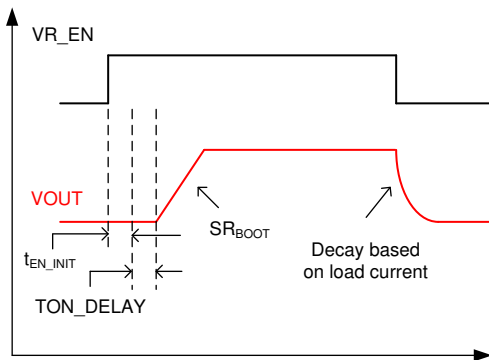 VR_EN
VOUT
SR_BOOT
t_EN_INIT
Decay based
on load current
TON_DELAY